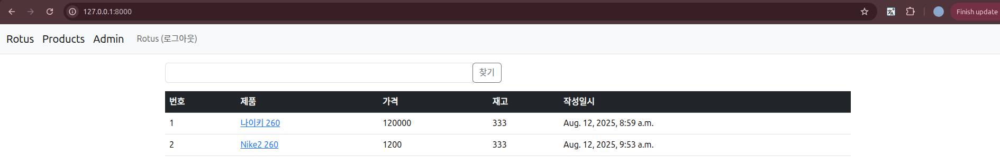 127.0.0.1:8000
Finish update
Rotus Products Admin Rotus (로그아웃)
찾기
번호 제품 가격 재고 작성일시
1 나이키 260 120000 333 Aug. 12, 2025, 8:59 a.m.
2 Nike2 260 1200 333 Aug. 12, 2025, 9:53 a.m.